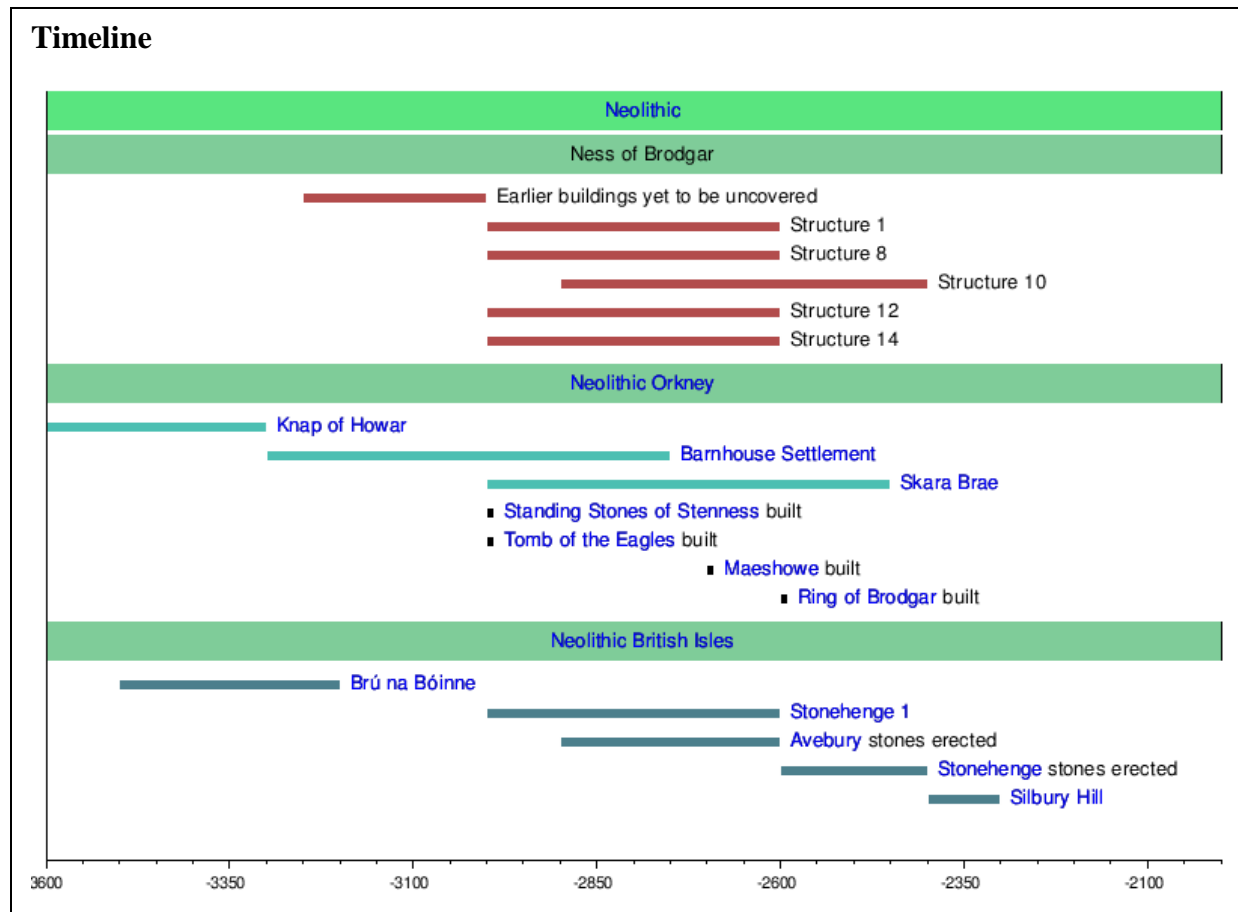 Timeline
Neolithic
Ness of Brodgar
Earlier buildings yet to be uncovered
Structure 1
Structure 8
Structure 10
Structure 12
Structure 14
Neolithic Orkney
Knap of Howar
Barnhouse Settlement
Skara Brae
Standing Stones of Stenness built
Tomb of the Eagles built
Maeshowe built
Ring of Brodgar built
Neolithic British Isles
Brú na Bóinne
Stonehenge 1
Avebury stones erected
Stonehenge stones erected
Silbury Hill
3600 -3350 -3100 -2850 -2600 -2350 -2100